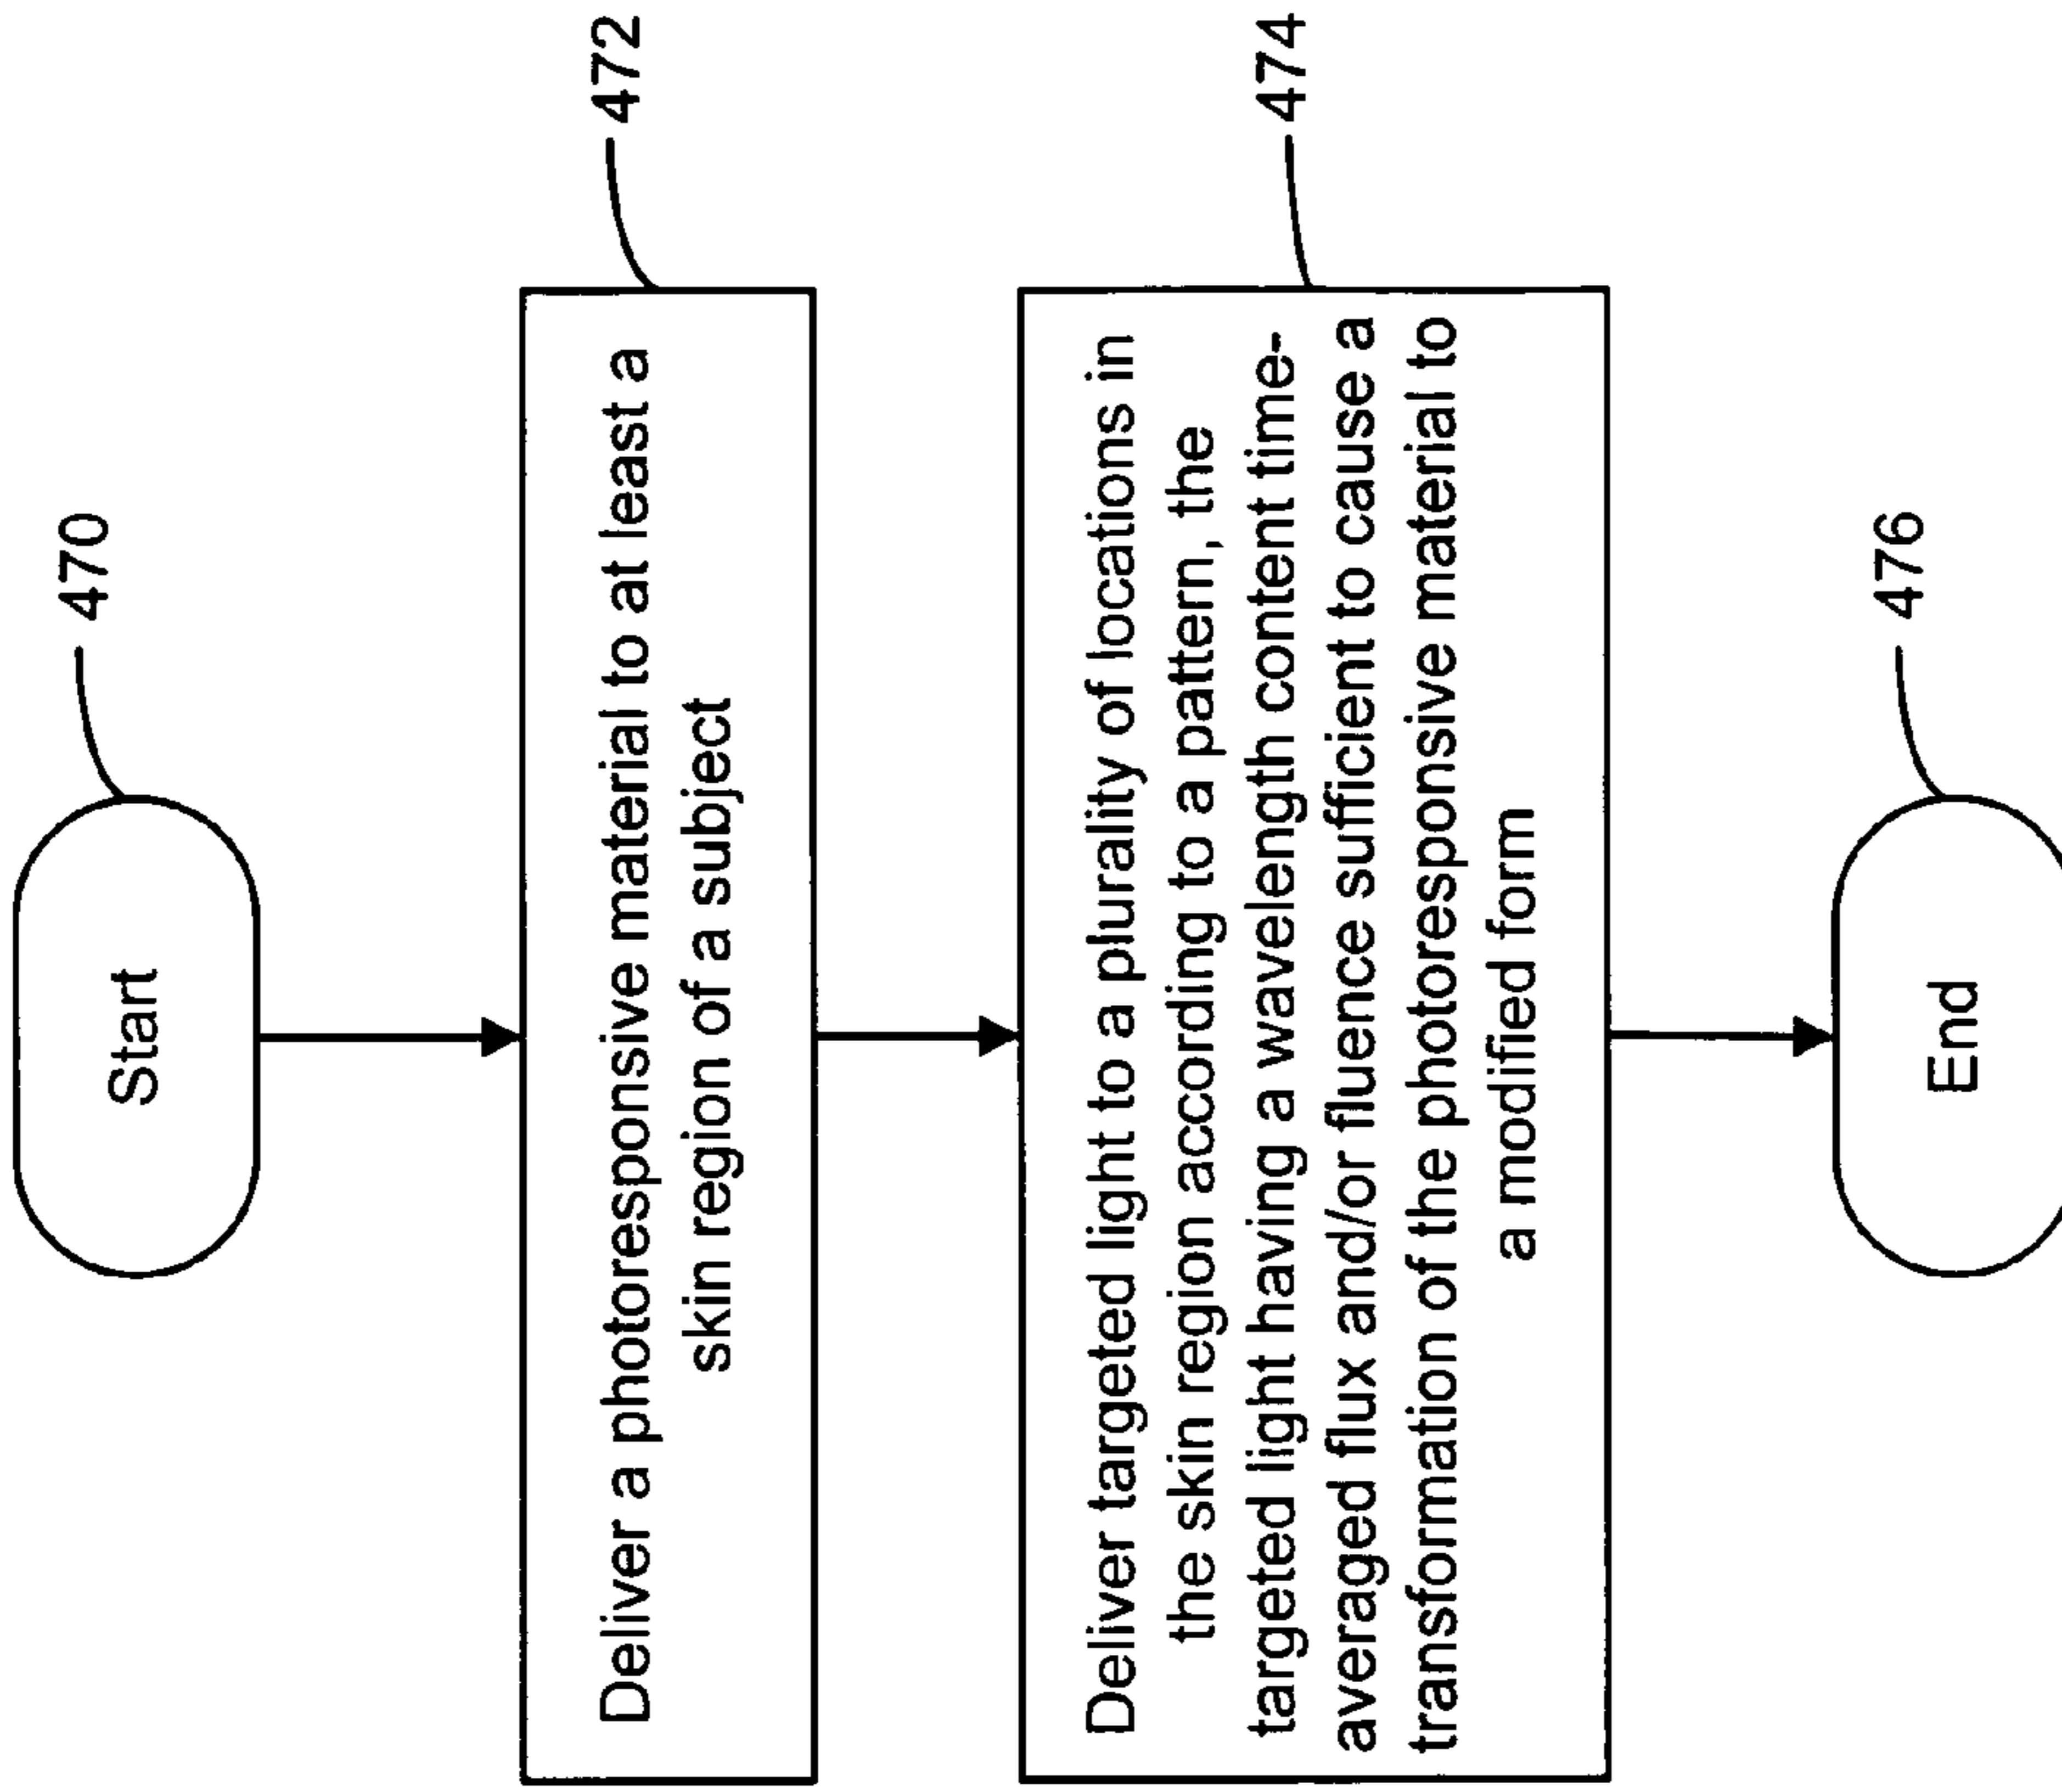 Start
470
Deliver a photoresponsive material to at least a
skin region of a subject
472
Deliver targeted light to a plurality of locations in
the skin region according to a pattern, the
targeted light having a wavelength content time-
averaged flux and/or fluence sufficient to cause a
transformation of the photoresponsive material to
a modified form
474
End
476